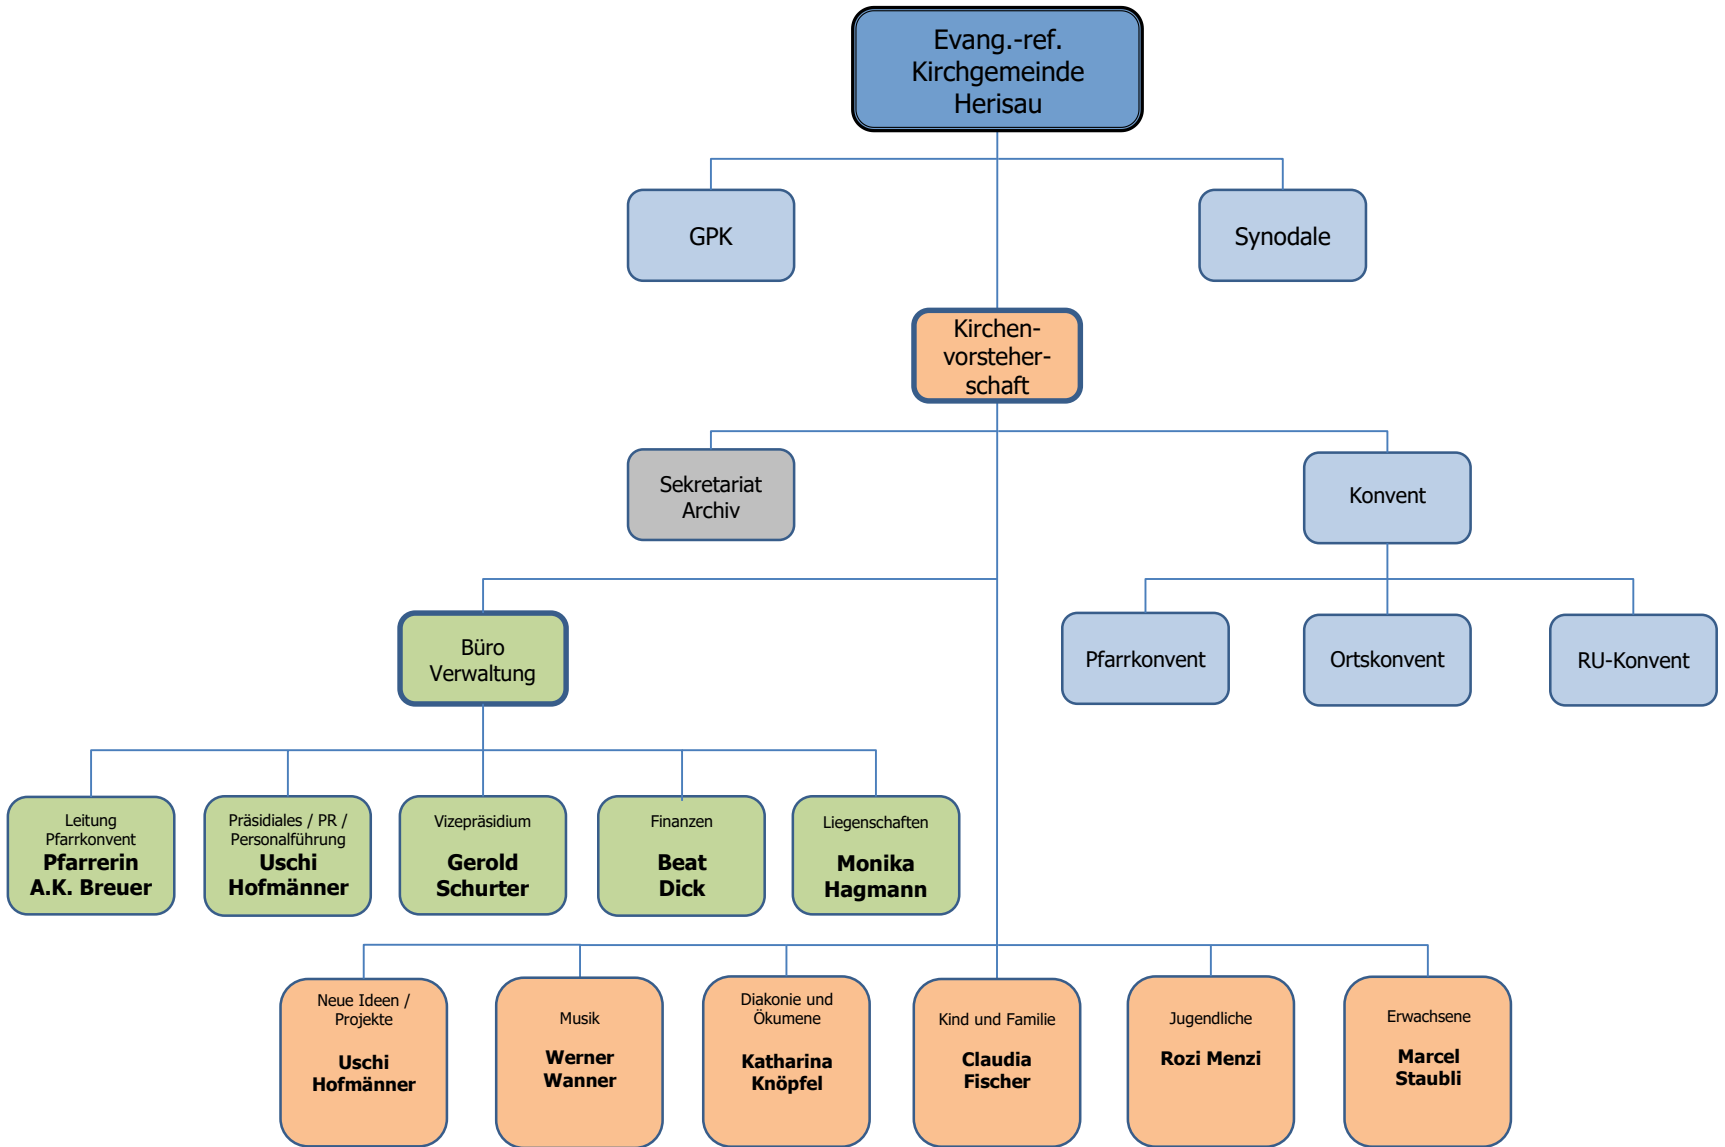 Evang.-ref.
Kirchgemeinde
Herisau
GPK
Synodale
Kirchen-
vorsteher-
schaft
Sekretariat
Archiv
Konvent
Büro
Verwaltung
Pfarrkonvent
Ortskonvent
RU-Konvent
Leitung
Pfarrkonvent
Pfarrerin
A.K. Breuer
Präsidiales / PR /
Personalführung
Uschi
Hofmänner
Vizepräsidium
Gerold
Schurter
Finanzen
Beat
Dick
Liegenschaften
Monika
Hagmann
Neue Ideen /
Projekte
Uschi
Hofmänner
Musik
Werner
Wanner
Diakonie und
Ökumene
Katharina
Knöpfel
Kind und Familie
Claudia
Fischer
Jugendliche
Rozi Menzi
Erwachsene
Marcel
Staubli